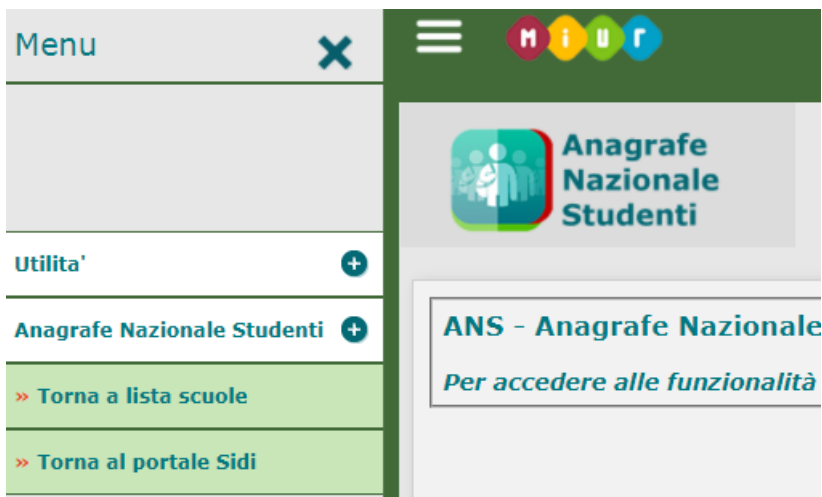 Menu
MIUr
Anagrafe
Nazionale
Studenti
Utilita'
Anagrafe Nazionale Studenti
» Torna a lista scuole
» Torna al portale Sidi
ANS - Anagrafe Nazionale
Per accedere alle funzionalità